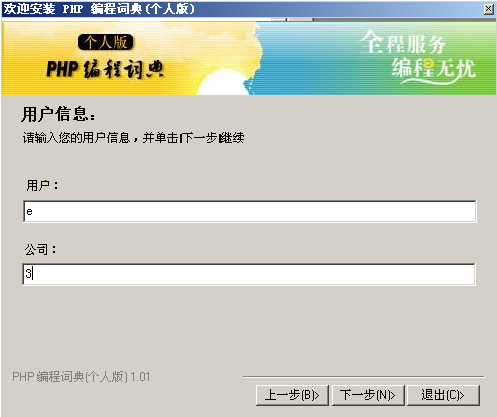 欢迎安装 PHP 编程词典(个人版)
个人版
PHP 编程词典
全程服务
编程无忧
用户信息：
请输入您的用户信息，并单击[下一步]继续
用户：
e
公司：
3
PHP 编程词典(个人版) 1.01
上一步(B)> 下一步(N)> 退出(C)>